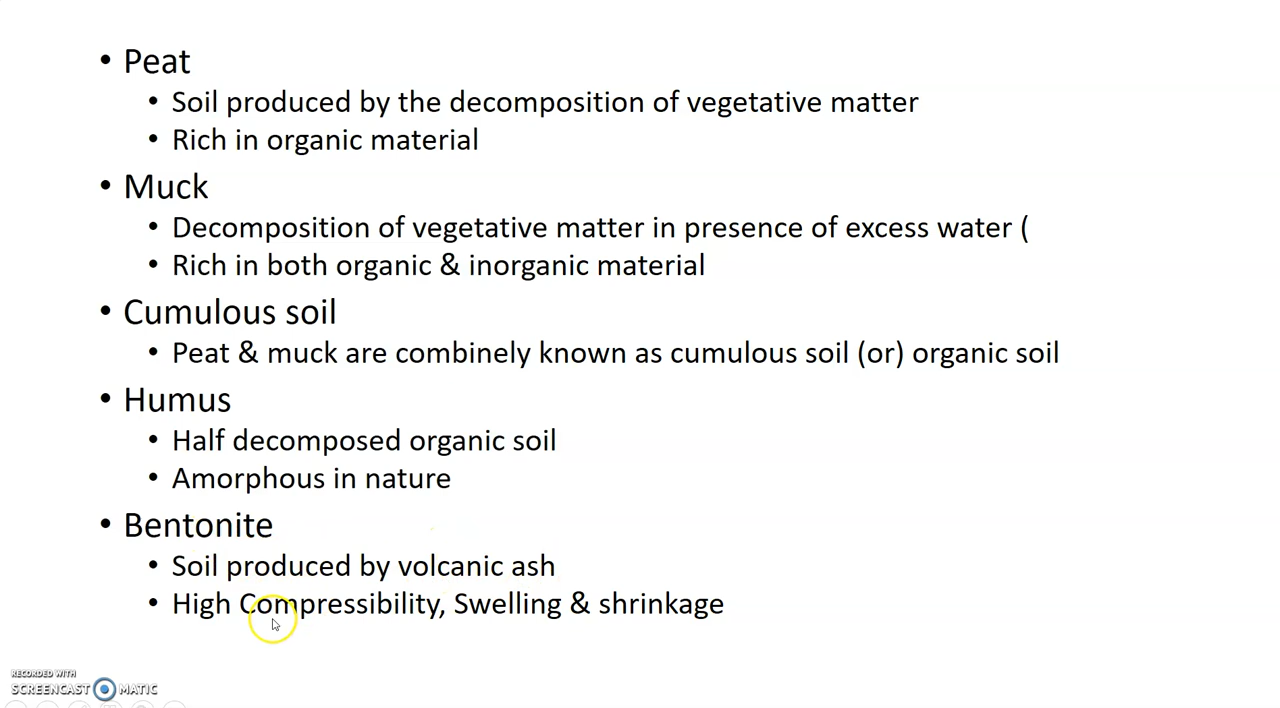 • Peat
• Soil produced by the decomposition of vegetative matter
• Rich in organic material
• Muck
• Decomposition of vegetative matter in presence of excess water (
• Rich in both organic & inorganic material
• Cumulous soil
• Peat & muck are combinely known as cumulous soil (or) organic soil
• Humus
• Half decomposed organic soil
• Amorphous in nature
• Bentonite
• Soil produced by volcanic ash
• High Compressibility, Swelling & shrinkage
RECORDED WITH
SCREENCAST MATIC